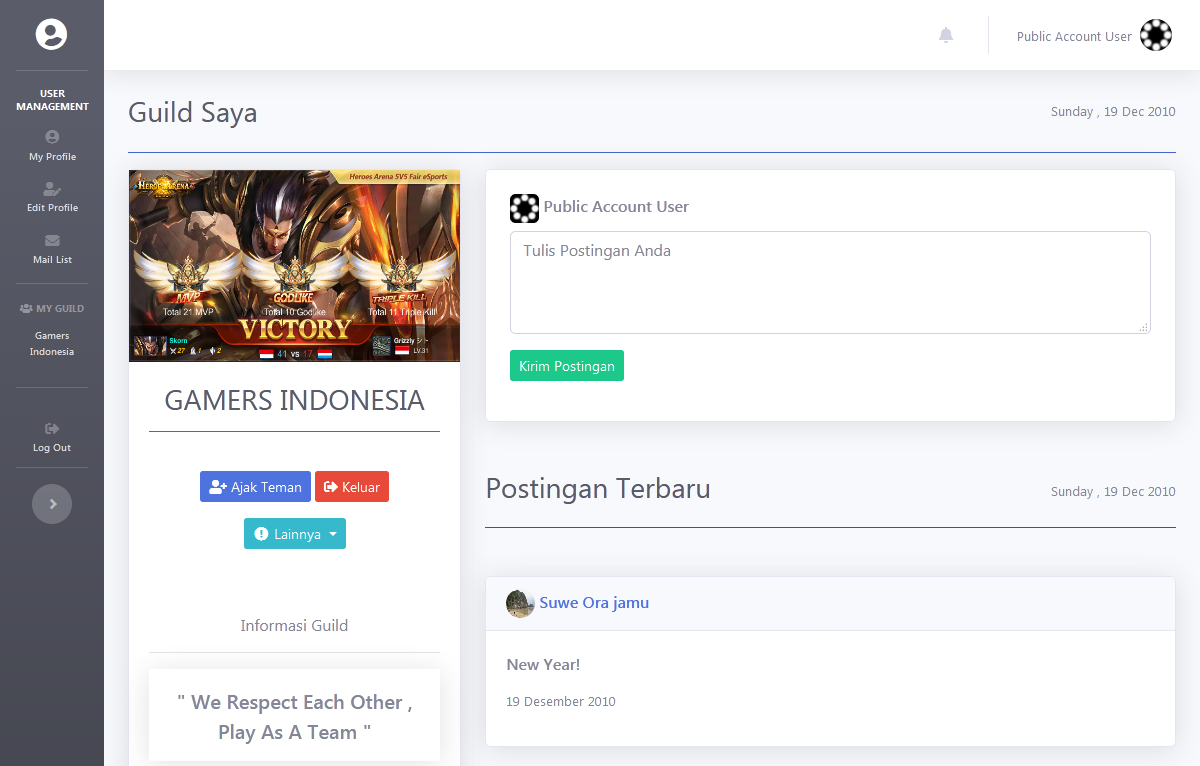 USER
MANAGEMENT
My Profile
Edit Profile
Mail List
MY GUILD
Gamers
Indonesia
Log Out
Public Account User
Guild Saya
Sunday , 19 Dec 2010
HEROES ARENA
Heroes Arena 5V5 Fair eSports
MVP
GODLIKE
TRIPLE KILL
Total 21 MVP
Total 10 Godlike
Total 11 Triple Kill
VICTORY
Skorn
27 1 2
41 vs 17
Grizzly
LV.31
GAMERS INDONESIA
Ajak Teman
Keluar
Lainnya
Informasi Guild
" We Respect Each Other ,
Play As A Team "
Public Account User
Tulis Postingan Anda
Kirim Postingan
Postingan Terbaru
Sunday , 19 Dec 2010
Suwe Ora jamu
New Year!
19 Desember 2010